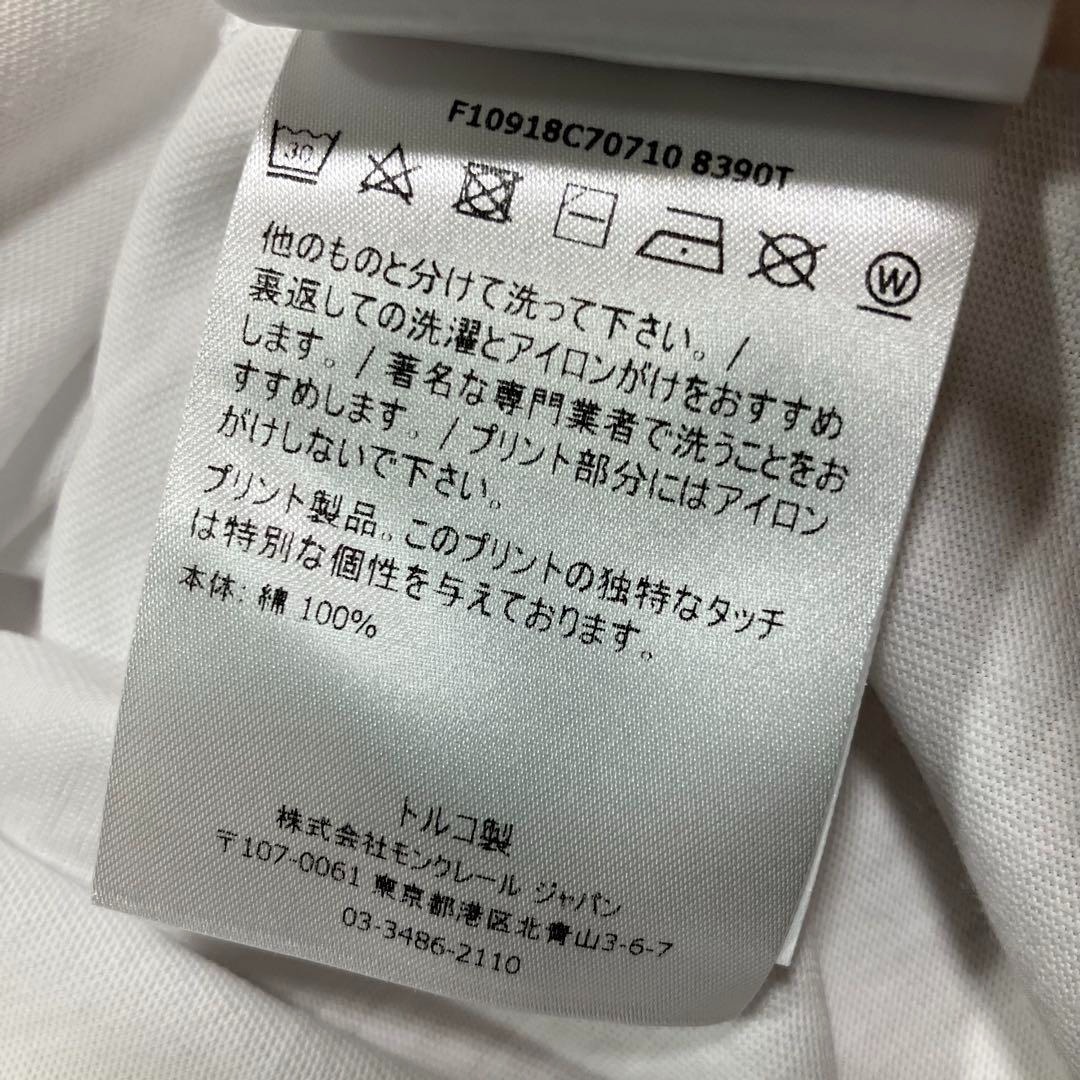 F10918C70710 8390T
30
W
他のものと分けて洗って下さい。/
裏返しての洗濯とアイロンがけをおすすめ
します。/ 著名な専門業者で洗うことをお
すすめします。/ プリント部分にはアイロン
がけしないで下さい。
プリント製品。このプリントの独特なタッチ
は特別な個性を与えております。
本体: 綿 100%
トルコ製
株式会社モンクレール ジャパン
〒107-0061 東京都港区北青山3-6-7
03-3486-2110